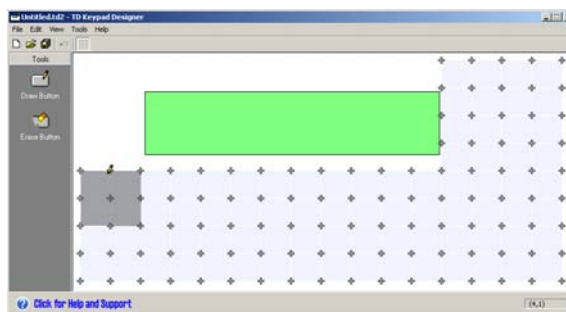 Untitled.td2 - TD Keypad Designer
File Edit View Tools Help
Tools
Draw Button
Erase Button
Click for Help and Support
(4,1)